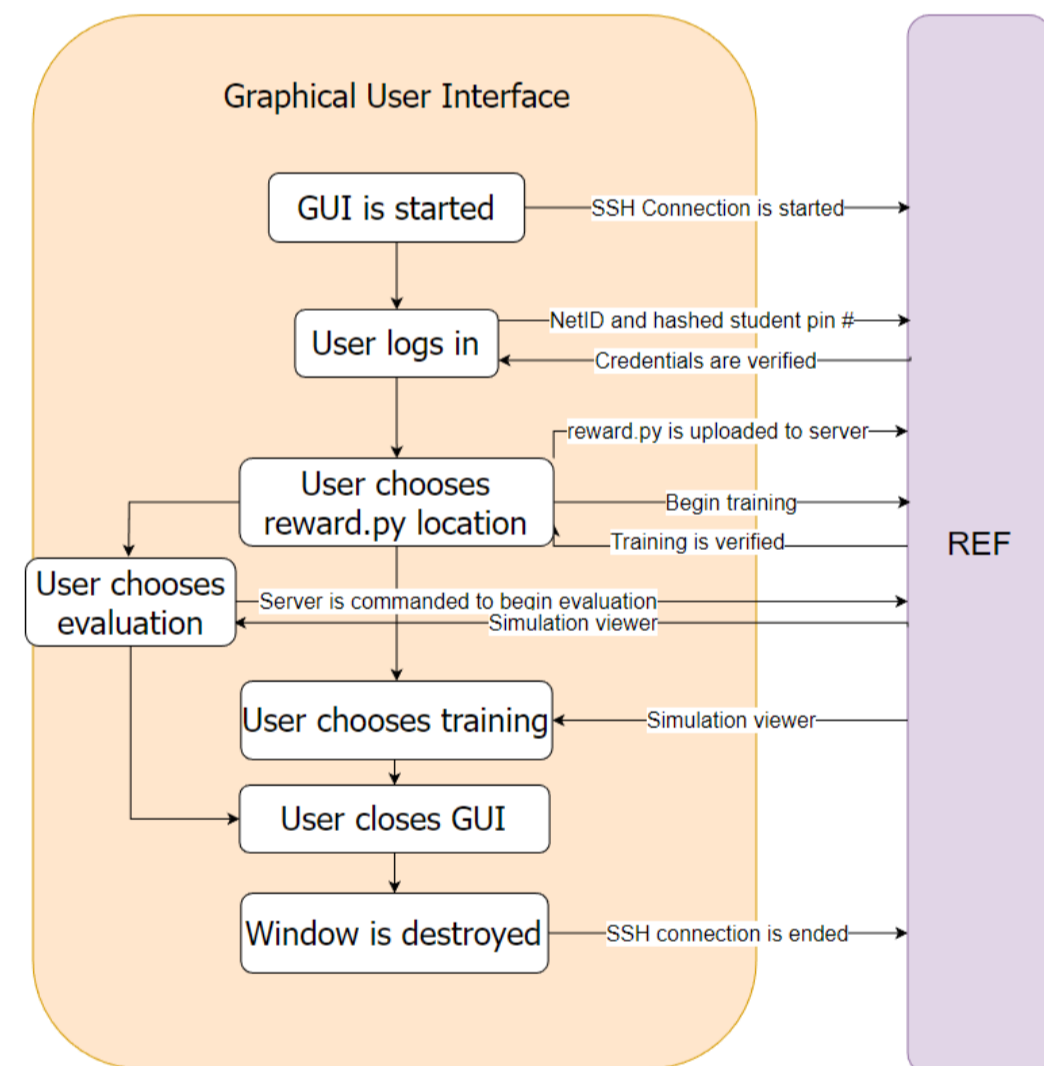 Graphical User Interface
GUI is started
SSH Connection is started
User logs in
NetID and hashed student pin #
Credentials are verified
reward.py is uploaded to server
User chooses
reward.py location
Begin training
Training is verified
REF
User chooses
evaluation
Server is commanded to begin evaluation
Simulation viewer
User chooses training
Simulation viewer
User closes GUI
Window is destroyed
SSH connection is ended